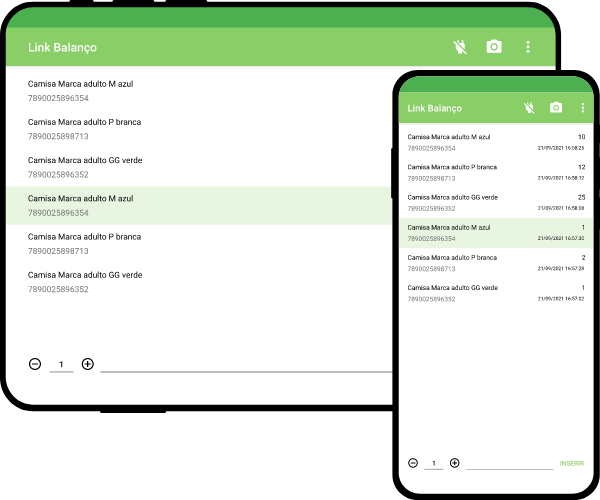 Link Balanço
Camisa Marca adulto M azul
7890025896354
Camisa Marca adulto P branca
7890025898713
Camisa Marca adulto GG verde
7890025896352
Camisa Marca adulto M azul
7890025896354
Camisa Marca adulto P branca
7890025898713
Camisa Marca adulto GG verde
7890025896352
1
Link Balanço
Camisa Marca adulto M azul 10
7890025896354 21/09/2021 16:58:25
Camisa Marca adulto P branca 12
7890025898713 21/09/2021 16:58:12
Camisa Marca adulto GG verde 25
7890025896352 21/09/2021 16:58:08
Camisa Marca adulto M azul 1
7890025896354 21/09/2021 16:57:30
Camisa Marca adulto P branca 2
7890025898713 21/09/2021 16:57:28
Camisa Marca adulto GG verde 1
7890025896352 21/09/2021 16:57:02
1 INSERIR